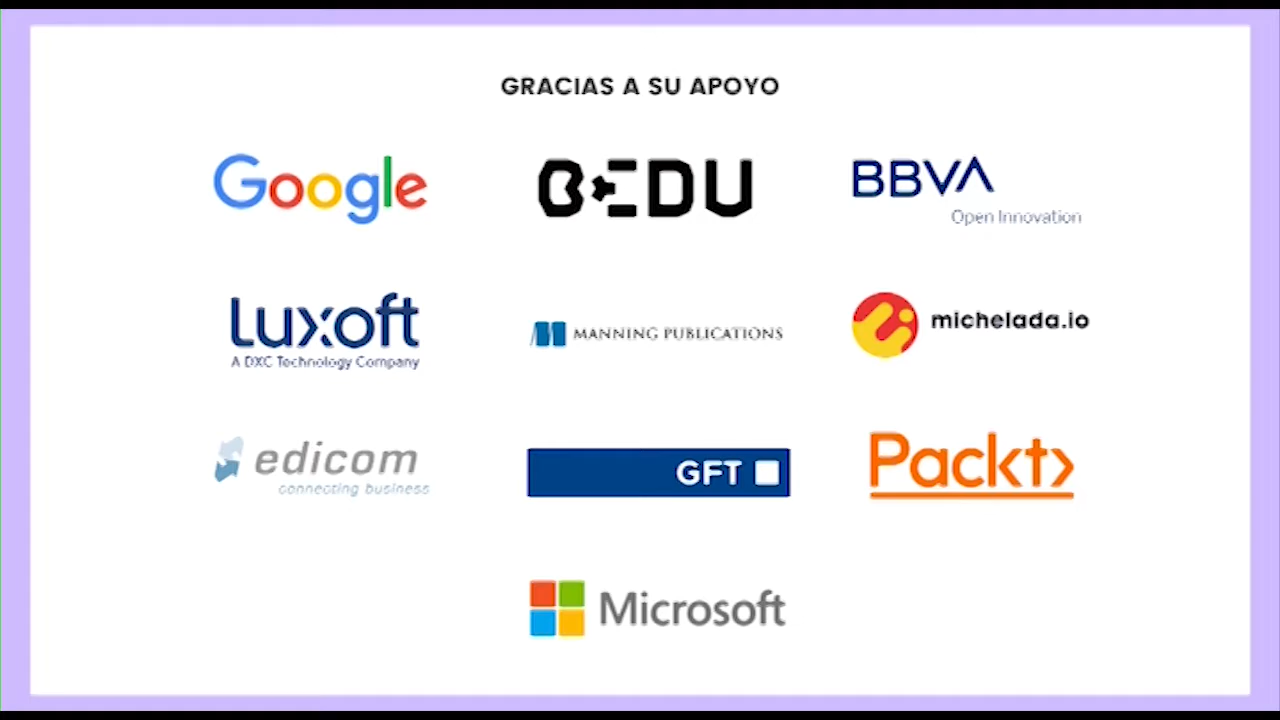 GRACIAS A SU APOYO
Google
BEDU
BBVA
Open Innovation
Luxoft
A DXC Technology Company
MANNING PUBLICATIONS
michelada.io
edicom
connecting business
GFT
Packt>
Microsoft